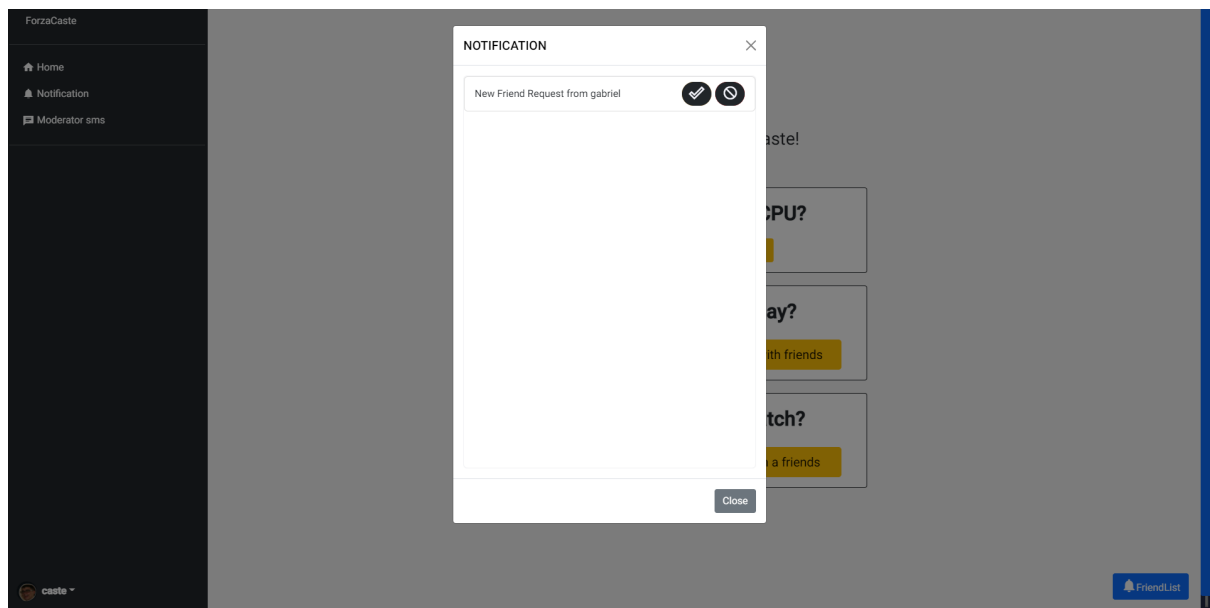 ForzaCaste
Home
Notification
Moderator sms
caste
NOTIFICATION
New Friend Request from gabriel
Close
aste!
CPU?
ay?
ith friends
tch?
a friends
FriendList